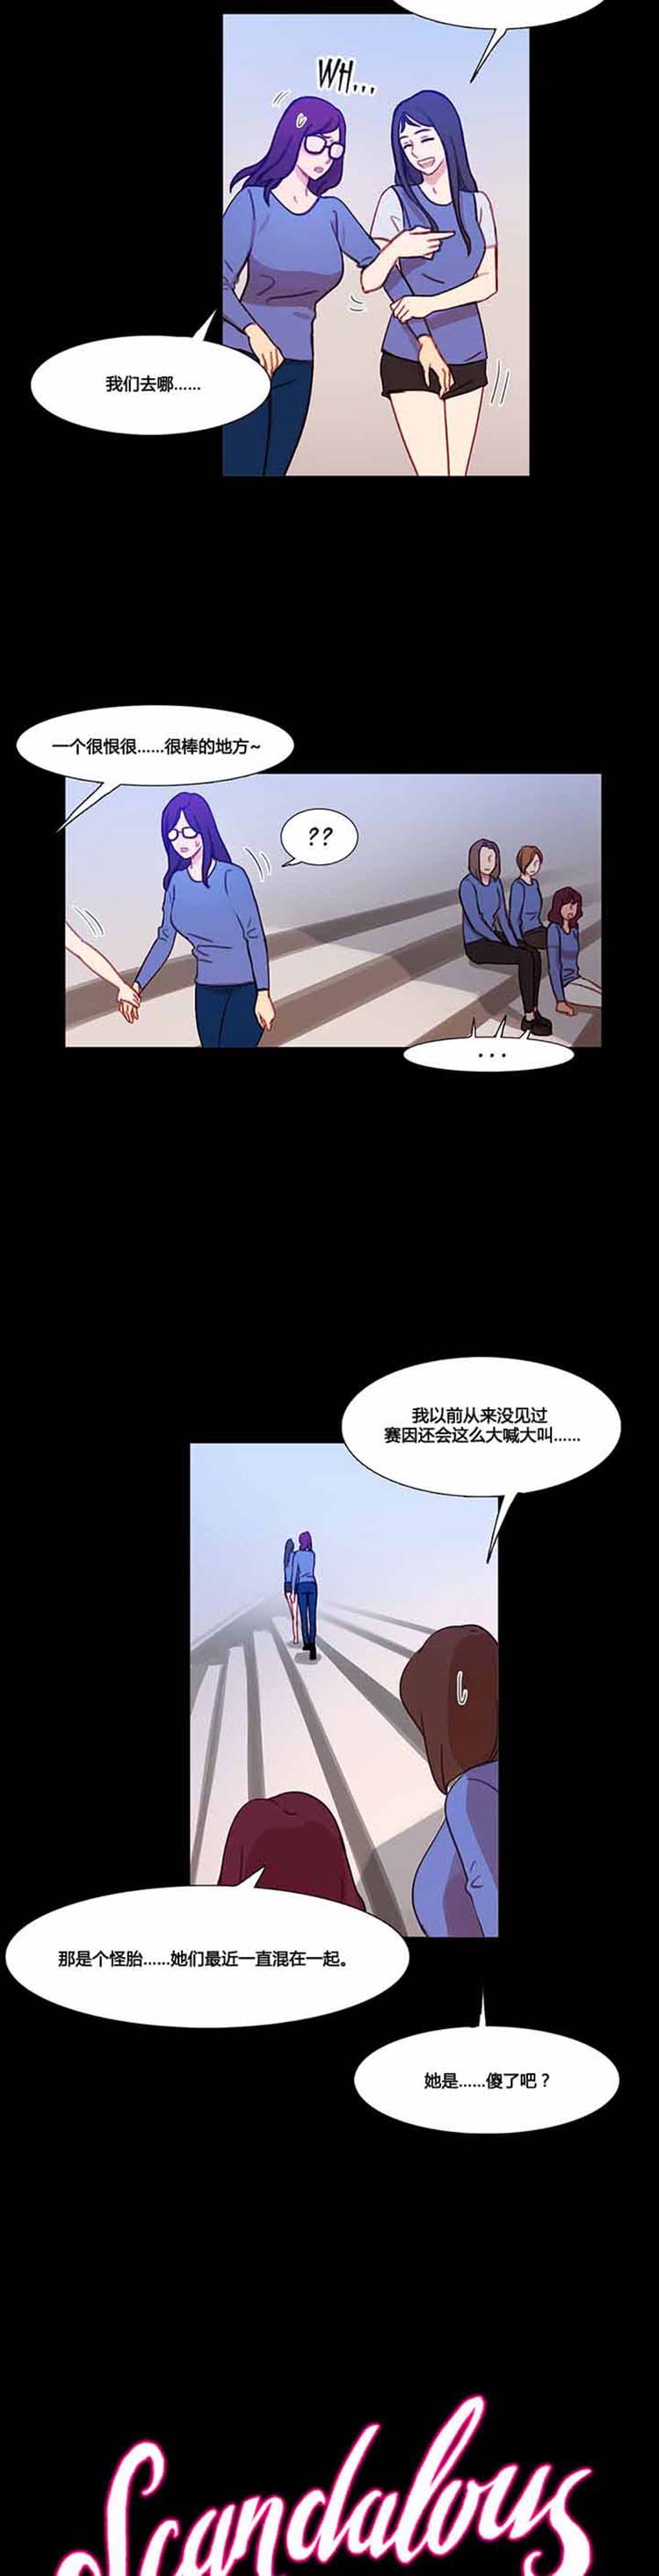 WH...
我们去哪......
一个很恨很......很棒的地方~
??
...
我以前从来没见过
赛因还会这么大喊大叫......
那是个怪胎......她们最近一直混在一起。
她是......傻了吧？
Scandalous